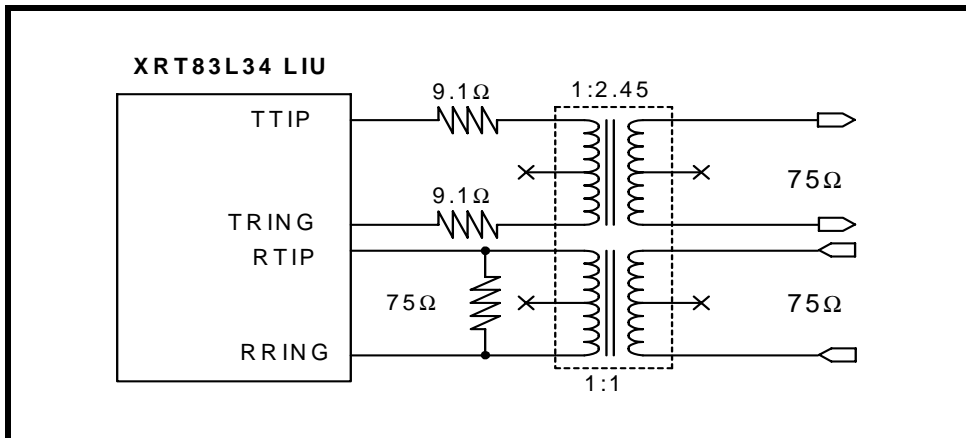 XRT83L34 LIU
9.1Ω
1:2.45
TTIP
75Ω
9.1Ω
TRING
RTIP
75Ω
75Ω
RRING
1:1